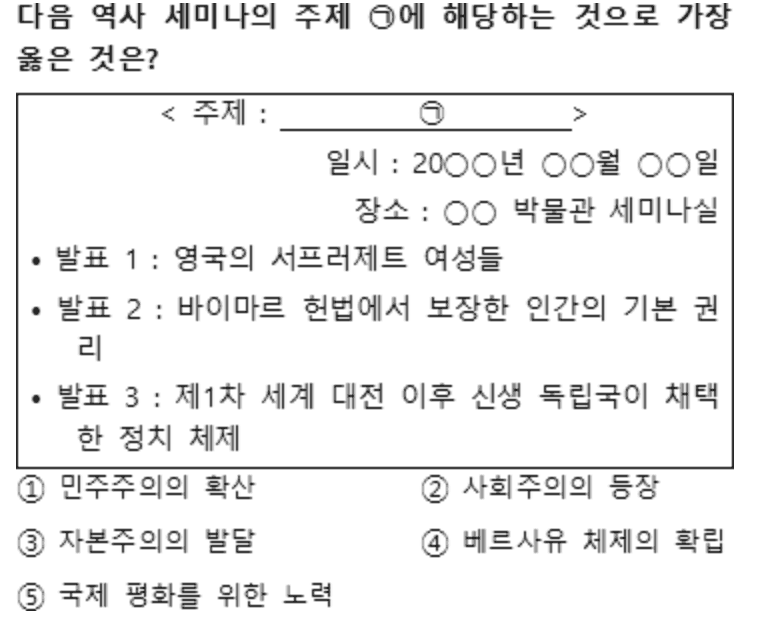 다음 역사 세미나의 주제 ㉠에 해당하는 것으로 가장
옳은 것은?
< 주제 : ㉠ >
일시 : 20○○년 ○○월 ○○일
장소 : ○○ 박물관 세미나실
• 발표 1 : 영국의 서프러제트 여성들
• 발표 2 : 바이마르 헌법에서 보장한 인간의 기본 권
리
• 발표 3 : 제1차 세계 대전 이후 신생 독립국이 채택
한 정치 체제
① 민주주의의 확산 ② 사회주의의 등장
③ 자본주의의 발달 ④ 베르사유 체제의 확립
⑤ 국제 평화를 위한 노력